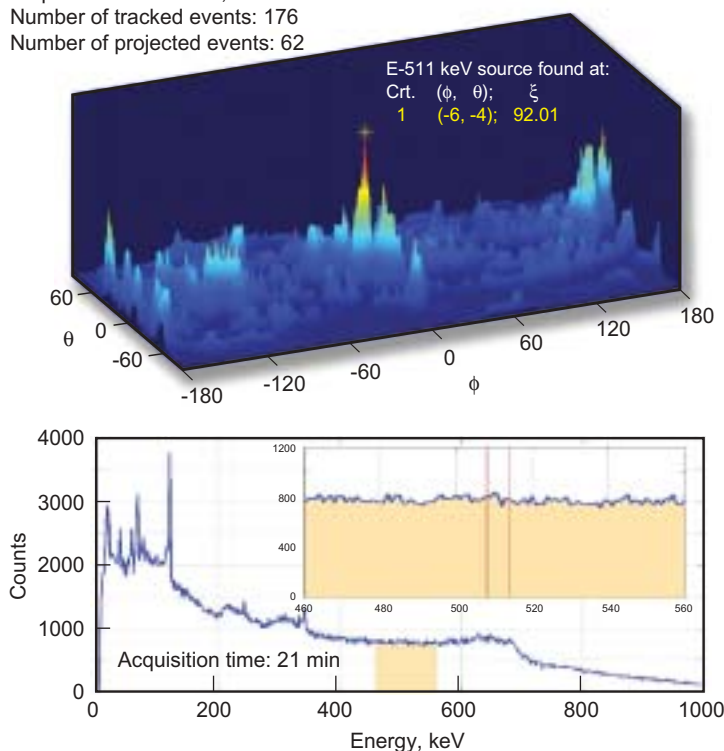 Number of tracked events: 176
Number of projected events: 62
E-511 keV source found at:
Crt. (ϕ, θ); ξ
1 (-6, -4); 92.01
60
0
-60
θ
-180
-120
-60
0
60
120
180
ϕ
4000
3000
2000
1000
0
Counts
1200
800
400
0
460 480 500 520 540 560
Acquisition time: 21 min
0 200 400 600 800 1000
Energy, keV